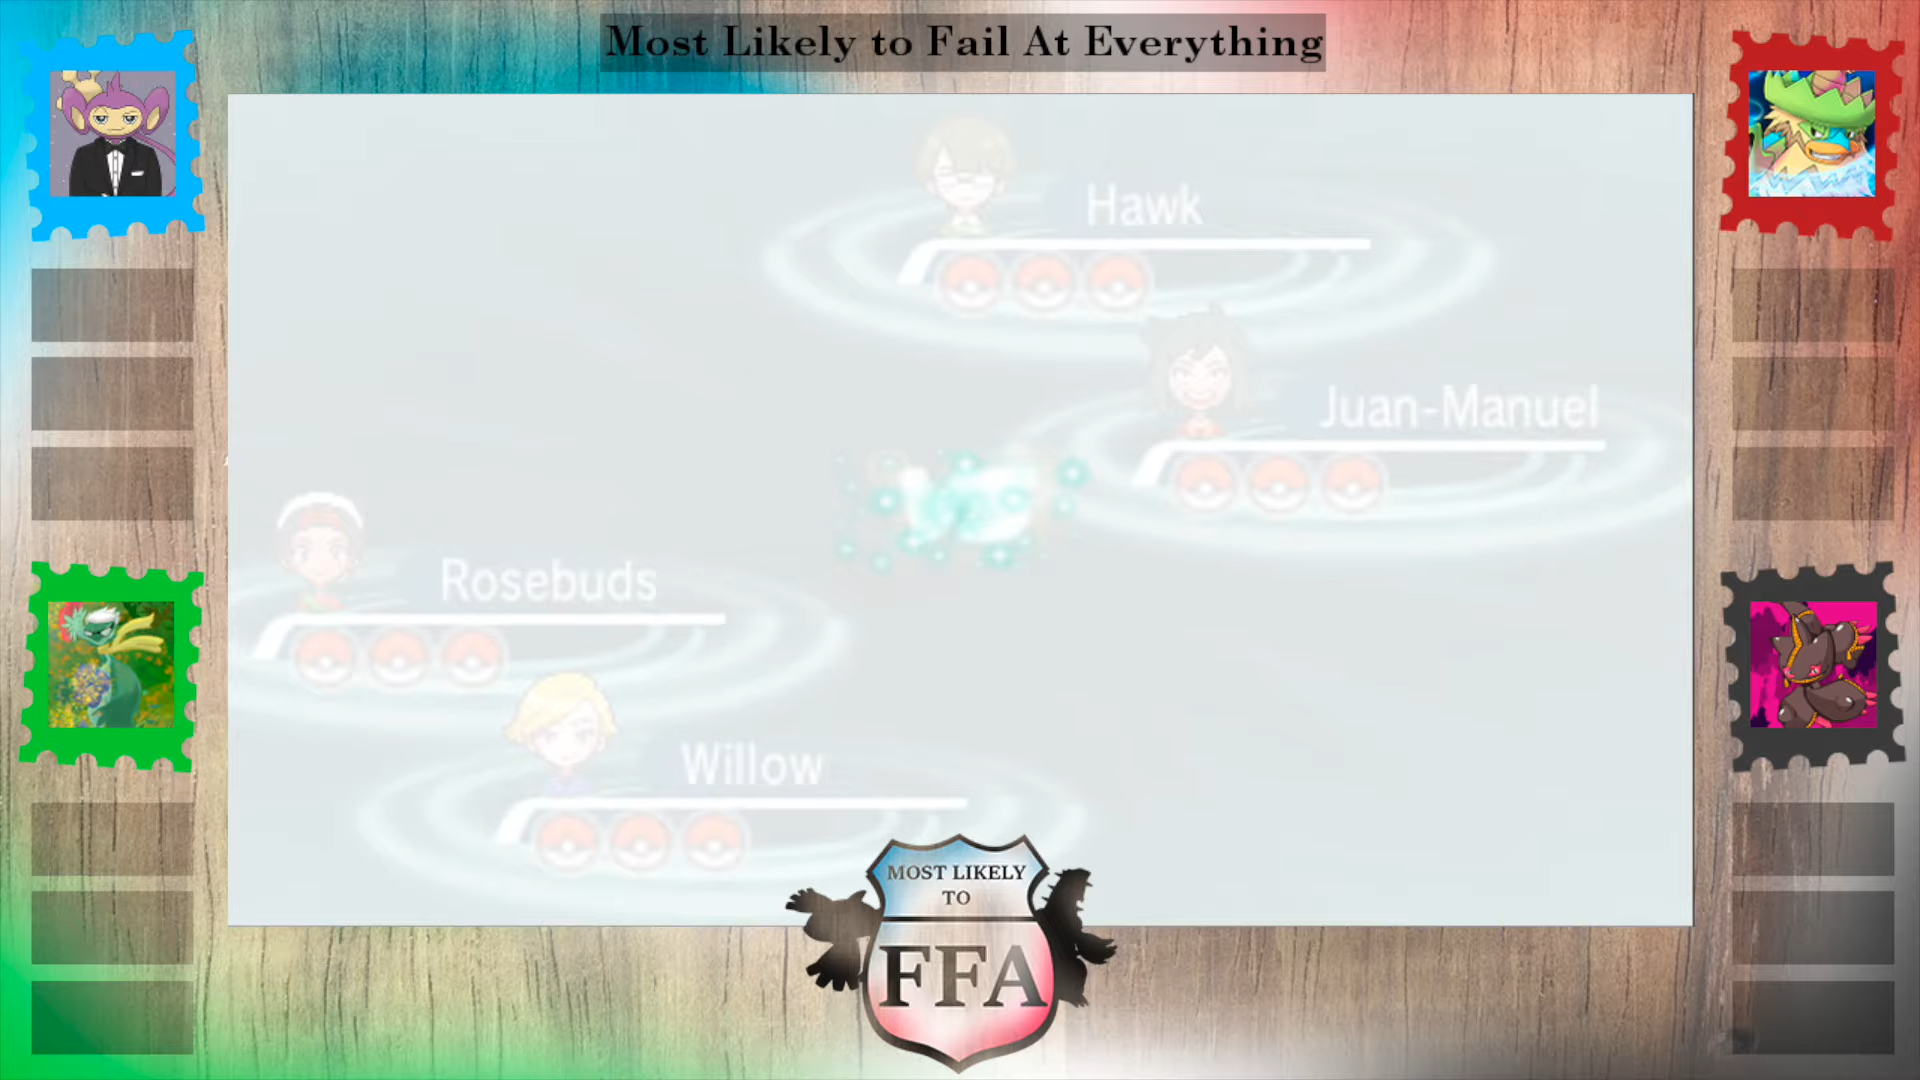 Most Likely to Fail At Everything
Hawk
Juan-Manuel
Rosebuds
Willow
MOST LIKELY
TO
FFA